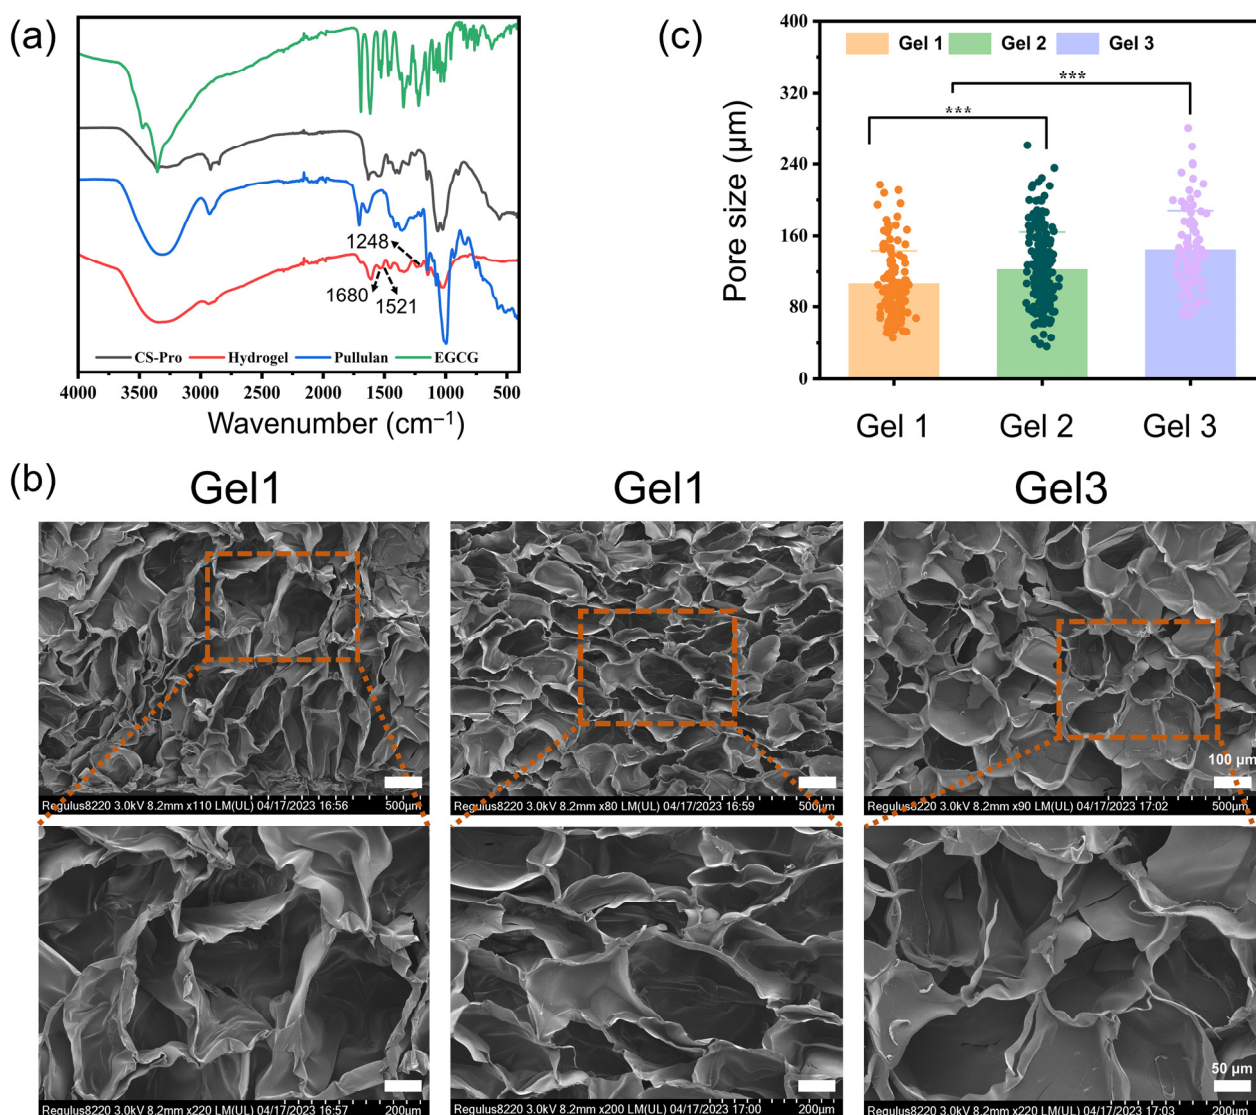 (a)
1248
1680
1521
CS-Pro Hydrogel Pullulan EGCG
4000 3500 3000 2500 2000 1500 1000 500
Wavenumber (cm⁻¹)
(c)
400
320
240
160
80
0
Pore size (µm)
Gel 1 Gel 2 Gel 3
***
***
Gel 1 Gel 2 Gel 3
(b)
Gel1 Gel1 Gel3
100 µm
Regulus8220 3.0kV 8.2mm x110 LM(UL) 04/17/2023 16:56 500µm
Regulus8220 3.0kV 8.2mm x80 LM(UL) 04/17/2023 16:59 500µm
Regulus8220 3.0kV 8.2mm x90 LM(UL) 04/17/2023 17:02 500µm
50 µm
Regulus8220 3.0kV 8.2mm x220 LM(UL) 04/17/2023 16:57 200µm
Regulus8220 3.0kV 8.2mm x200 LM(UL) 04/17/2023 17:00 200µm
Regulus8220 3.0kV 8.2mm x220 LM(UL) 04/17/2023 17:03 200µm